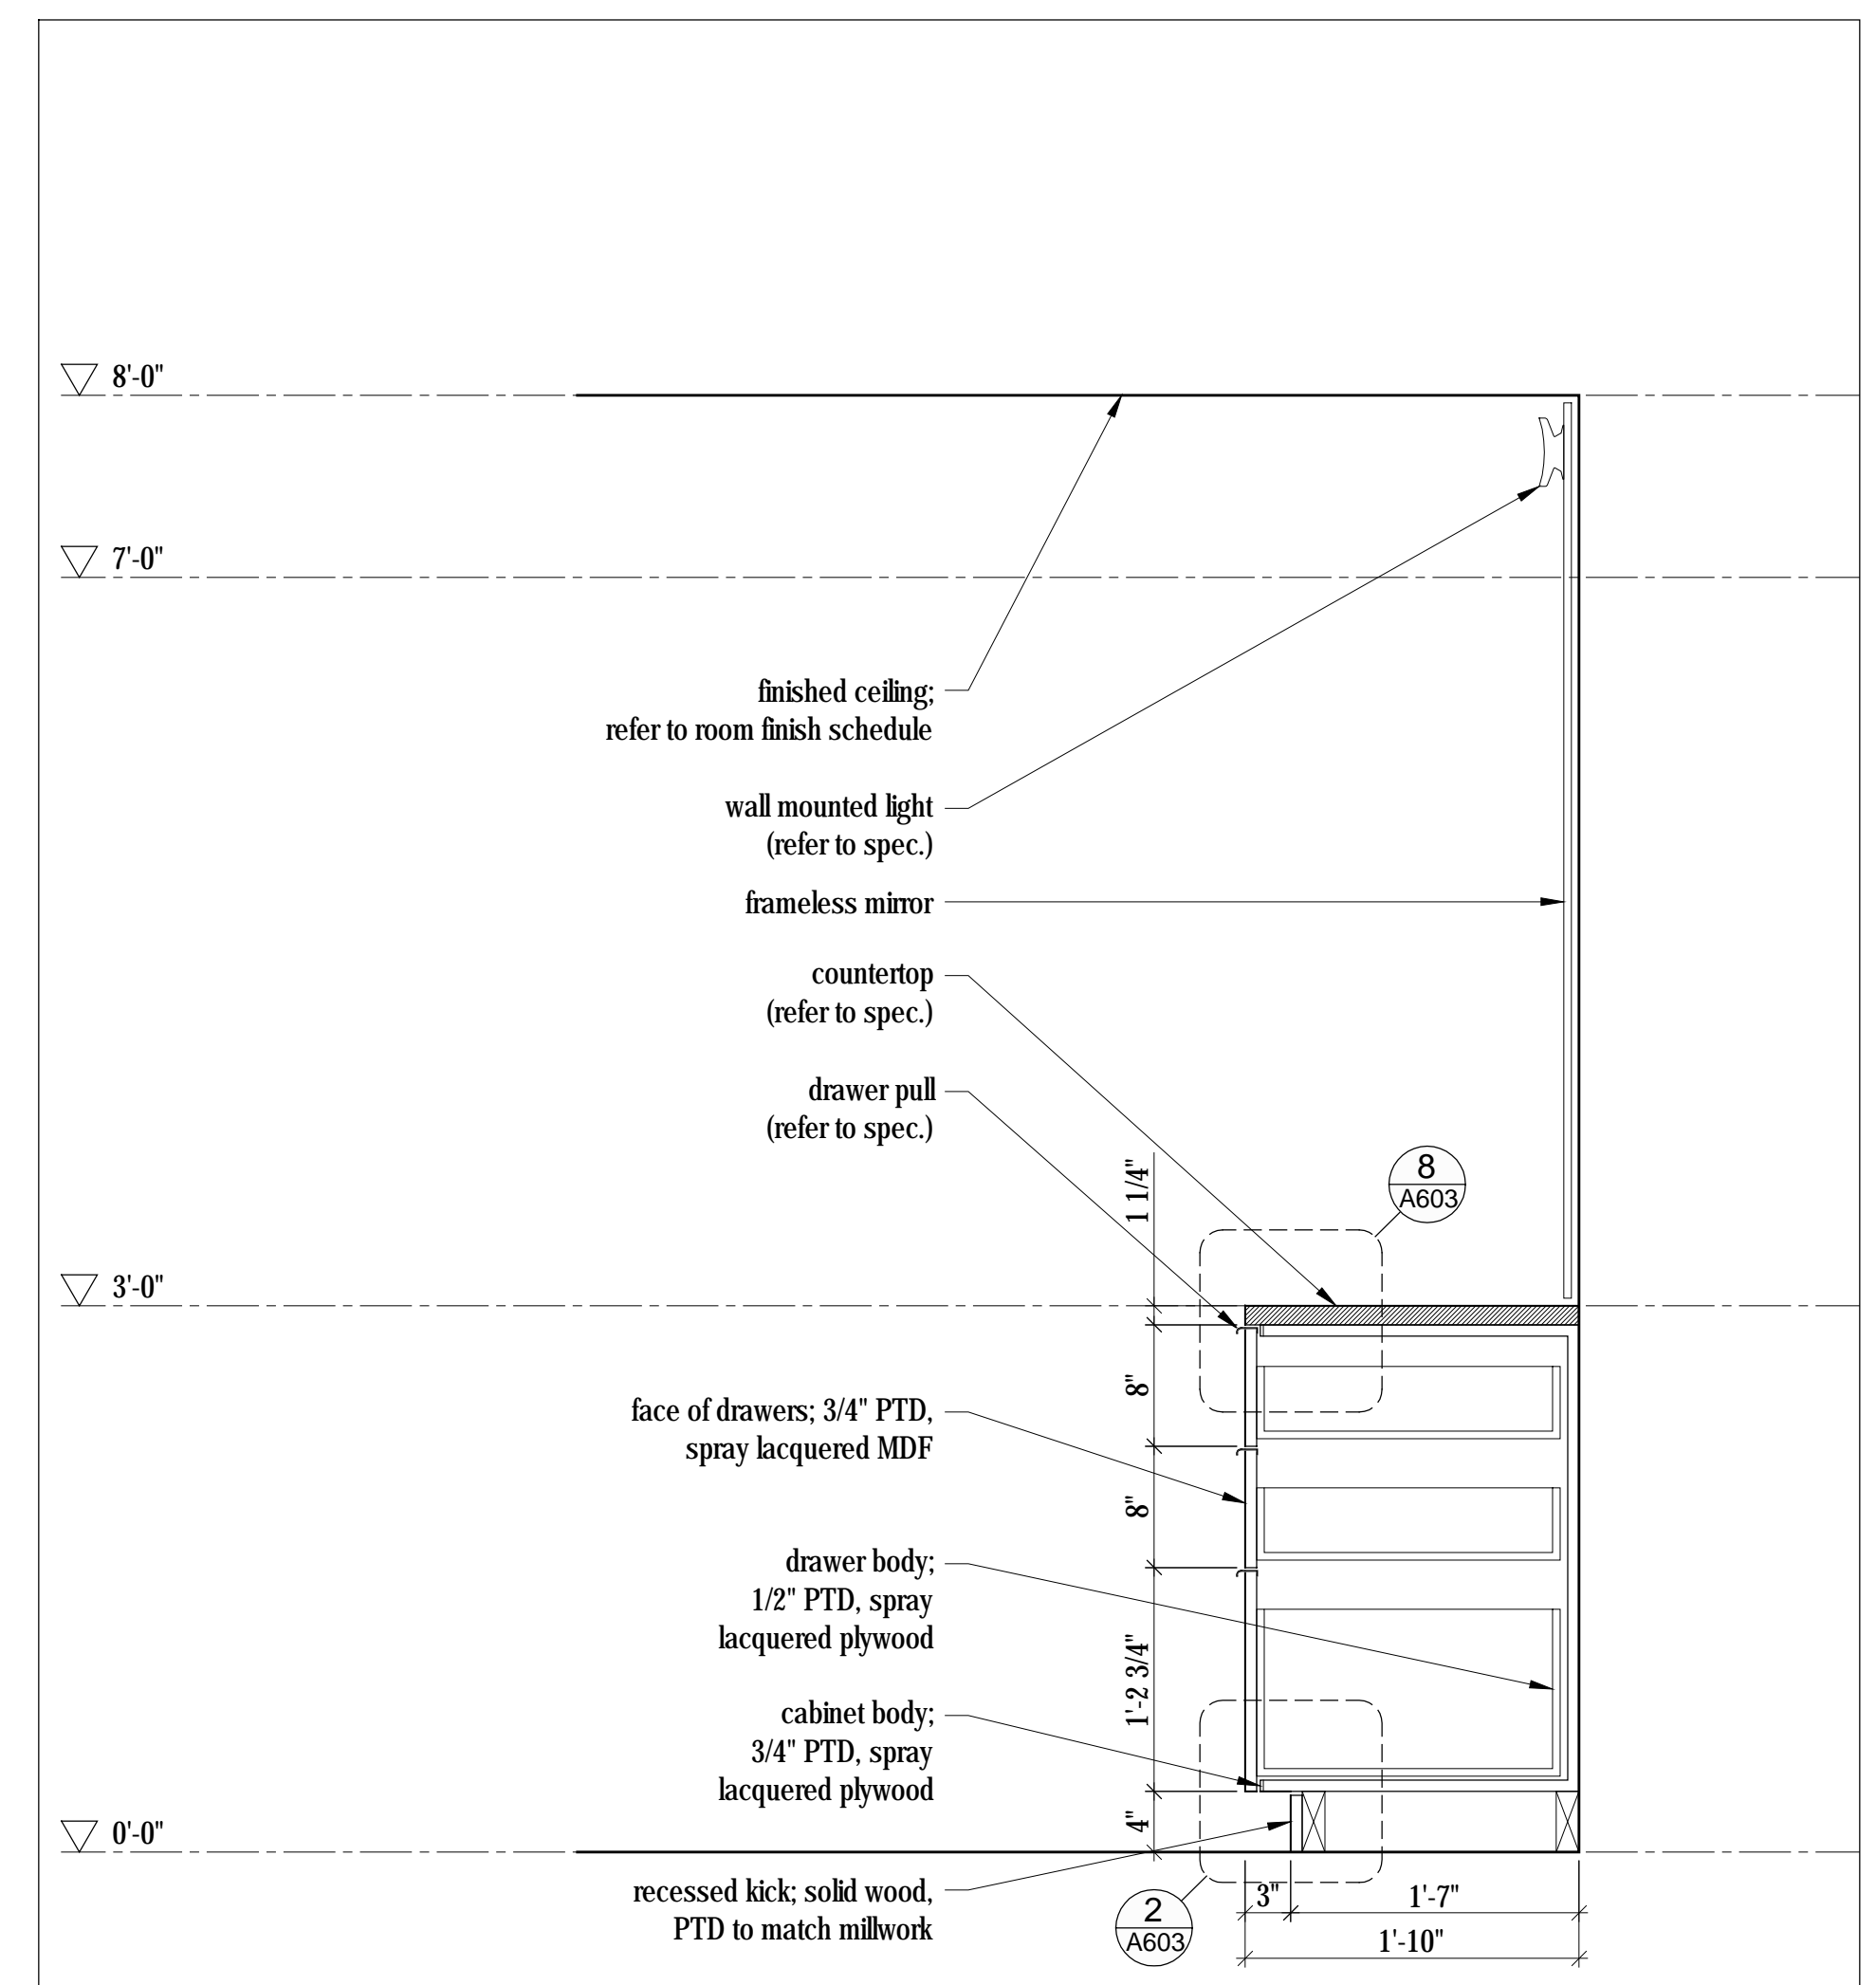 8'-0"
7'-0"
finished ceiling;
refer to room finish schedule
wall mounted light
(refer to spec.)
frameless mirror
countertop
(refer to spec.)
drawer pull
(refer to spec.)
1 1/4"
8
A603
3'-0"
8"
face of drawers; 3/4" PTD,
spray lacquered MDF
8"
drawer body;
1/2" PTD, spray
lacquered plywood
1'-2 3/4"
cabinet body;
3/4" PTD, spray
lacquered plywood
4"
0'-0"
recessed kick; solid wood,
PTD to match millwork
2
A603
3"
1'-7"
1'-10"